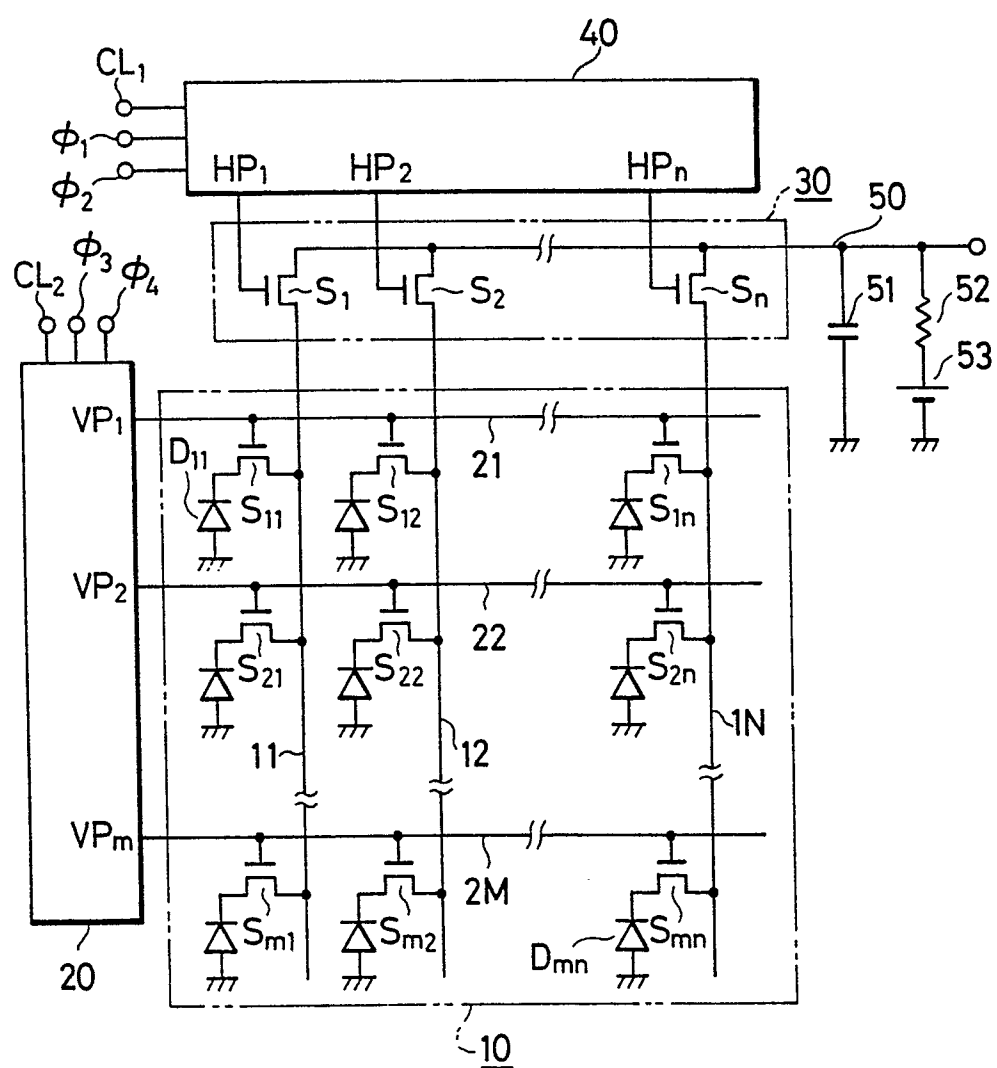 40
CL₁
ϕ₁
ϕ₂
HP₁ HP₂ HPₙ
30 50
CL₂ ϕ₃ ϕ₄
S₁ S₂ Sₙ
51 52
53
VP₁
21
D₁₁
S₁₁ S₁₂ S₁ₙ
VP₂
22
S₂₁ S₂₂ S₂ₙ
11 12 1N
VPₘ
2M
Sₘ₁ Sₘ₂ Sₘₙ
Dₘₙ
20
10